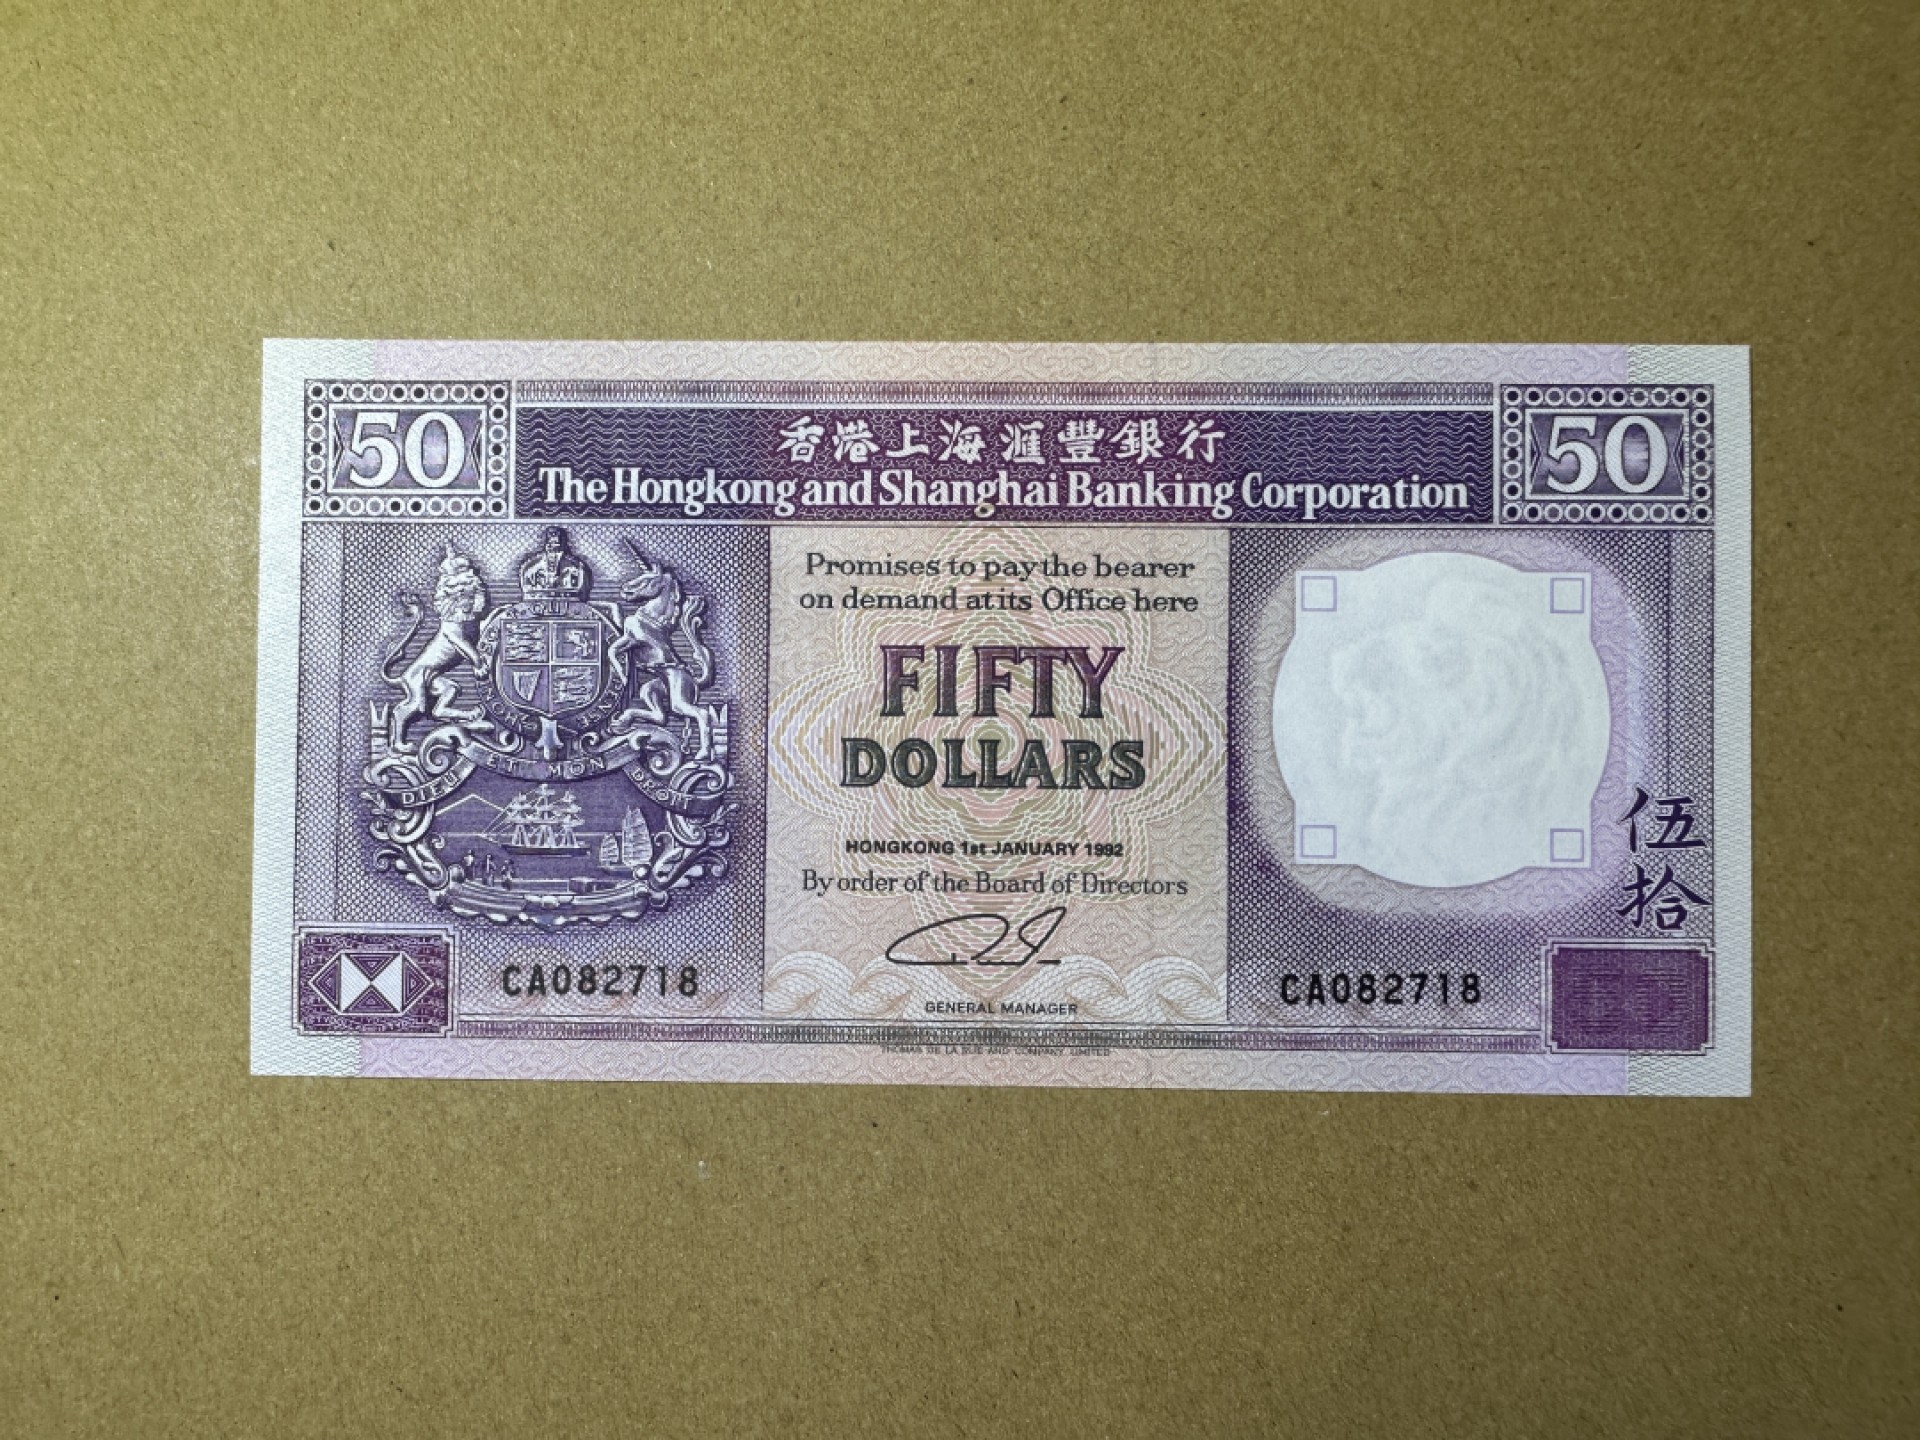 50
香港上海滙豐銀行
50
The Hongkong and Shanghai Banking Corporation
Promises to pay the bearer
on demand at its Office here
FIFTY
DOLLARS
DIEU ET MON DROIT
HONGKONG 1st JANUARY 1992
By order of the Board of Directors
伍拾
CA082718
CA082718
GENERAL MANAGER
THOMAS DE LA RUE AND COMPANY LIMITED